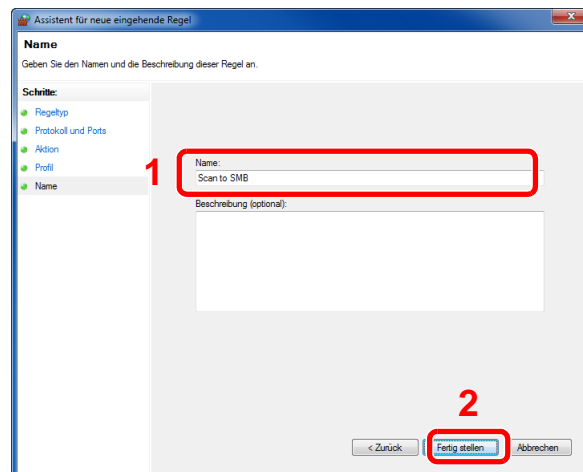 Assistent für neue eingehende Regel
Name
Geben Sie den Namen und die Beschreibung dieser Regel an.
Schritte:
Regeltyp
Protokoll und Ports
Aktion
Profil
Name
1
Name:
Scan to SMB
Beschreibung (optional):
2
< Zurück
Fertig stellen
Abbrechen